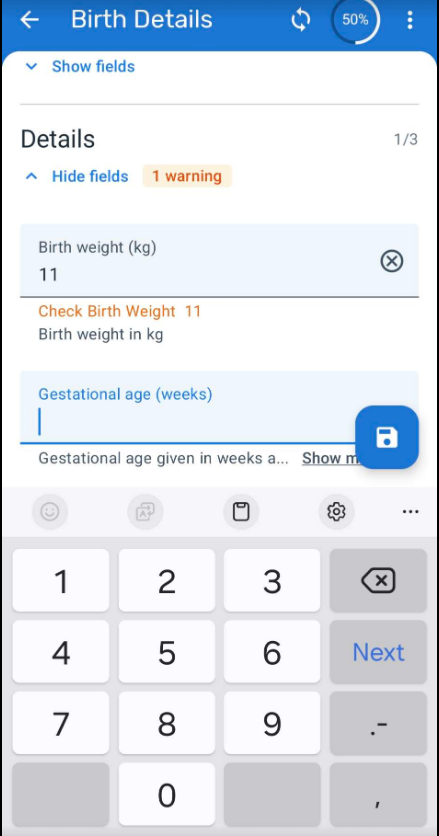 Birth Details
50%
Show fields
Details
1/3
Hide fields
1 warning
Birth weight (kg)
11
Check Birth Weight 11
Birth weight in kg
Gestational age (weeks)
Gestational age given in weeks a... Show m
1 2 3
4 5 6 Next
7 8 9 .-
0 ,